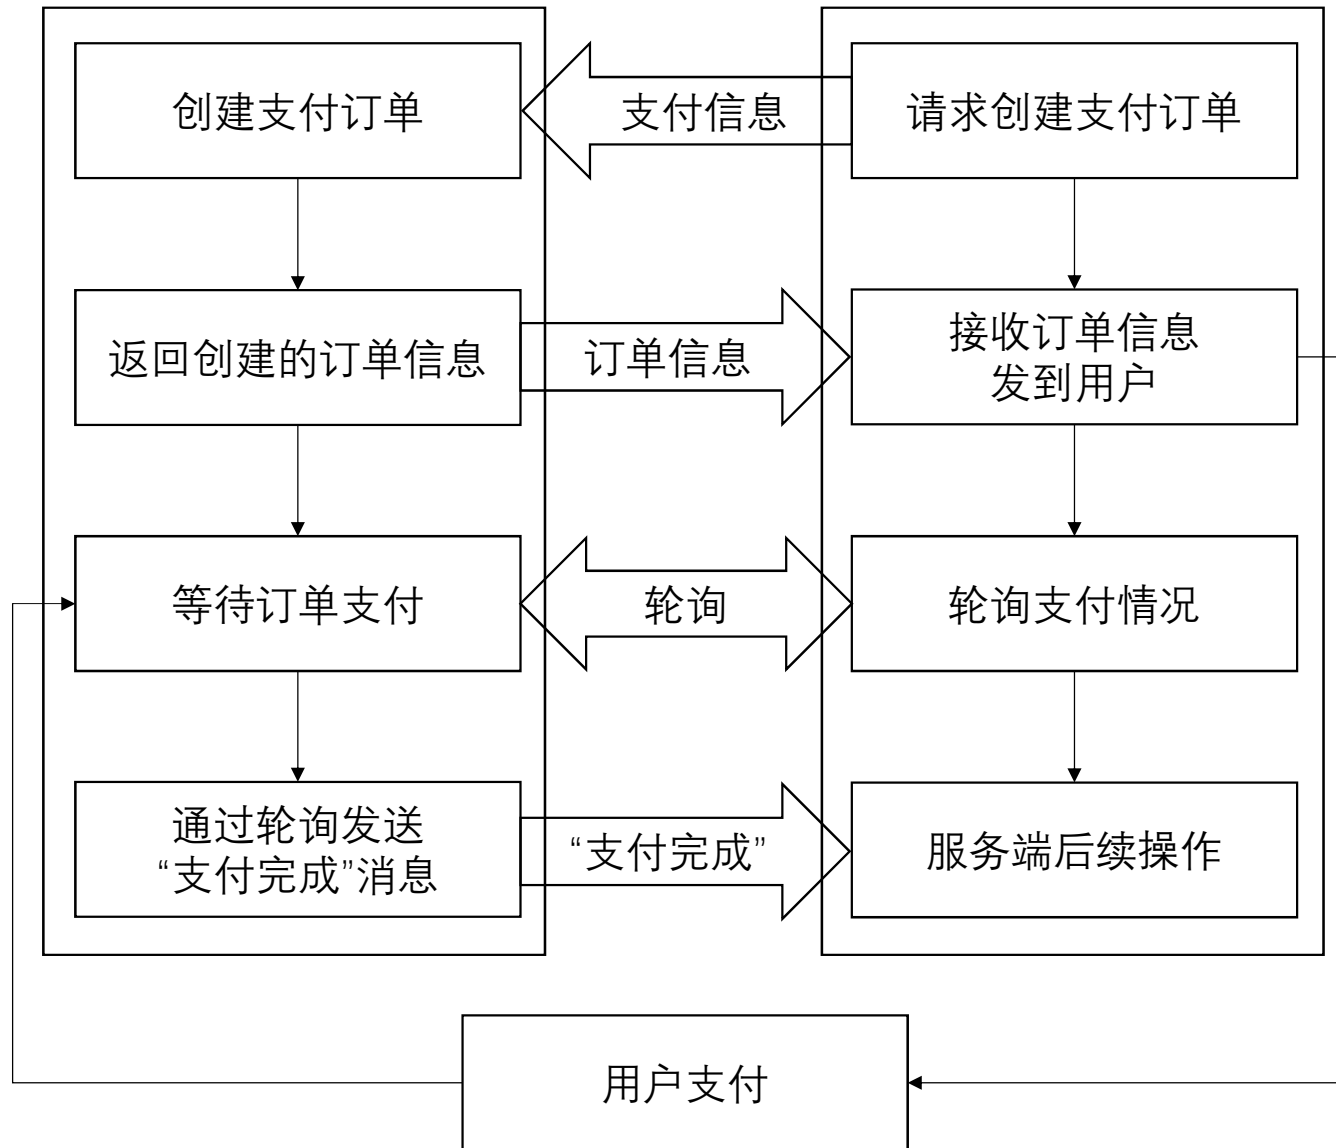 创建支付订单
支付信息
请求创建支付订单
返回创建的订单信息
订单信息
接收订单信息
发到用户
等待订单支付
轮询
轮询支付情况
通过轮询发送
“支付完成”消息
“支付完成”
服务端后续操作
用户支付